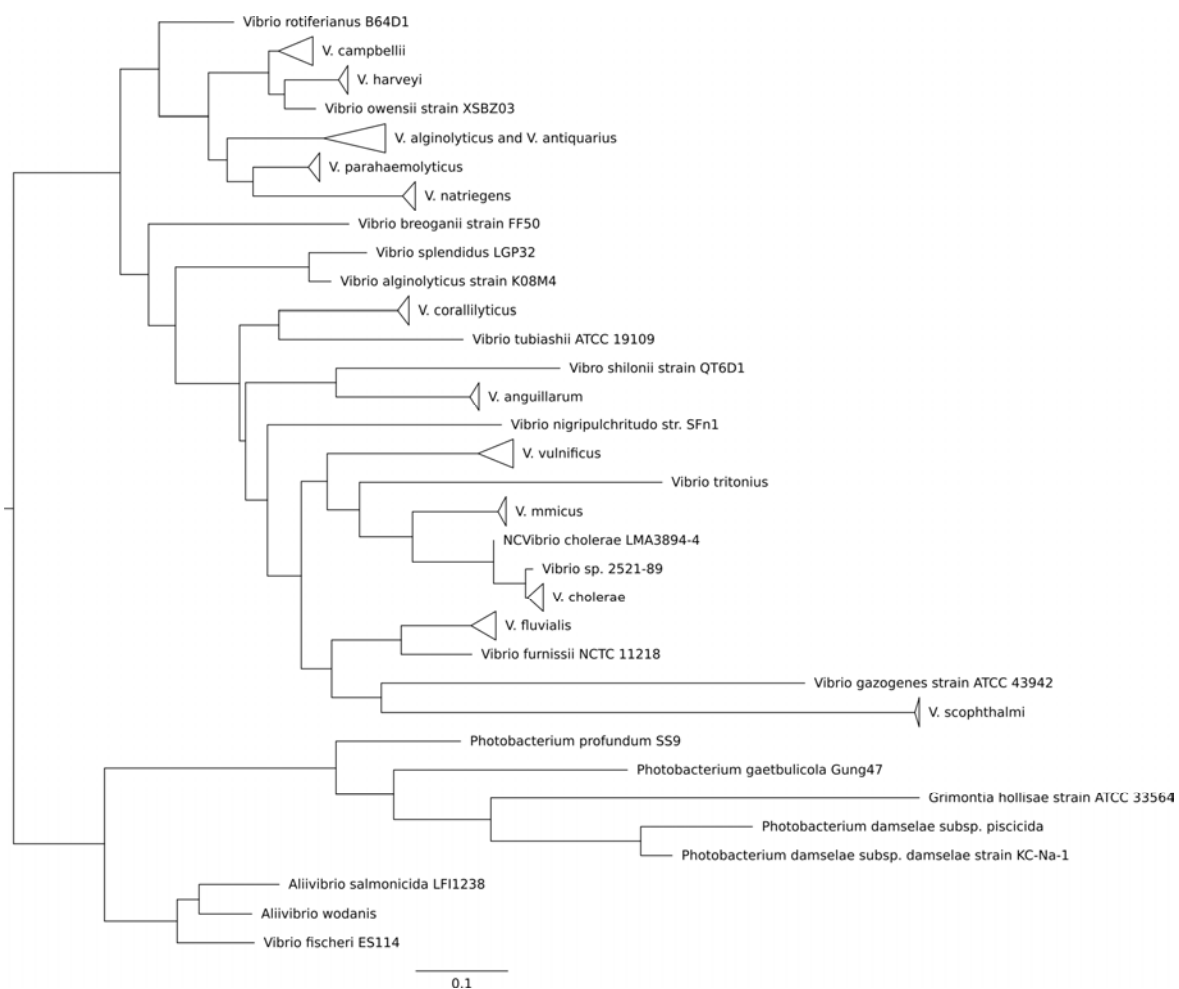 Vibrio rotiferianus B64D1
V. campbellii
V. harveyi
Vibrio owensii strain XSBZ03
V. alginolyticus and V. antiquarius
V. parahaemolyticus
V. natriegens
Vibrio breoganii strain FF50
Vibrio splendidus LGP32
Vibrio alginolyticus strain K08M4
V. corallilyticus
Vibrio tubiashii ATCC 19109
Vibro shilonii strain QT6D1
V. anguillarum
Vibrio nigripulchritudo str. SFn1
V. vulnificus
Vibrio tritonius
V. mmicus
NCVibrio cholerae LMA3894-4
Vibrio sp. 2521-89
V. cholerae
V. fluvialis
Vibrio furnissii NCTC 11218
Vibrio gazogenes strain ATCC 43942
V. scophthalmi
Photobacterium profundum SS9
Photobacterium gaetbulicola Gung47
Grimontia hollisae strain ATCC 33564
Photobacterium damselae subsp. piscicida
Photobacterium damselae subsp. damselae strain KC-Na-1
Aliivibrio salmonicida LFI1238
Aliivibrio wodanis
Vibrio fischeri ES114
0.1